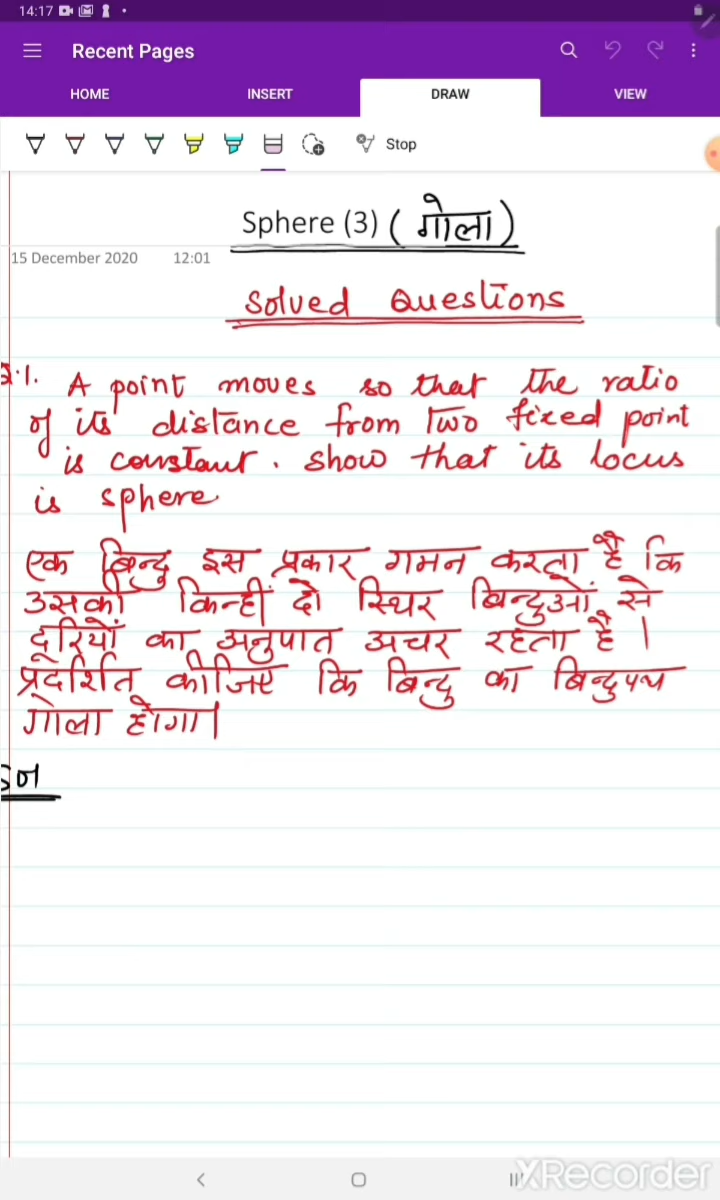 14:17
Recent Pages
HOME INSERT DRAW VIEW
Stop
Sphere (3) (गोला)
15 December 2020 12:01
Solved Questions
Q.1. A point moves so that the ratio
of its distance from two fixed point
is constant. show that its locus
is sphere
एक बिन्दु इस प्रकार गमन करता है कि
उसकी किन्हीं दो स्थिर बिन्दुओं से
दूरियों का अनुपात अचर रहता है।
प्रदर्शित कीजिए कि बिन्दु का बिन्दुपथ
गोला होगा।
Sol
XRecorder